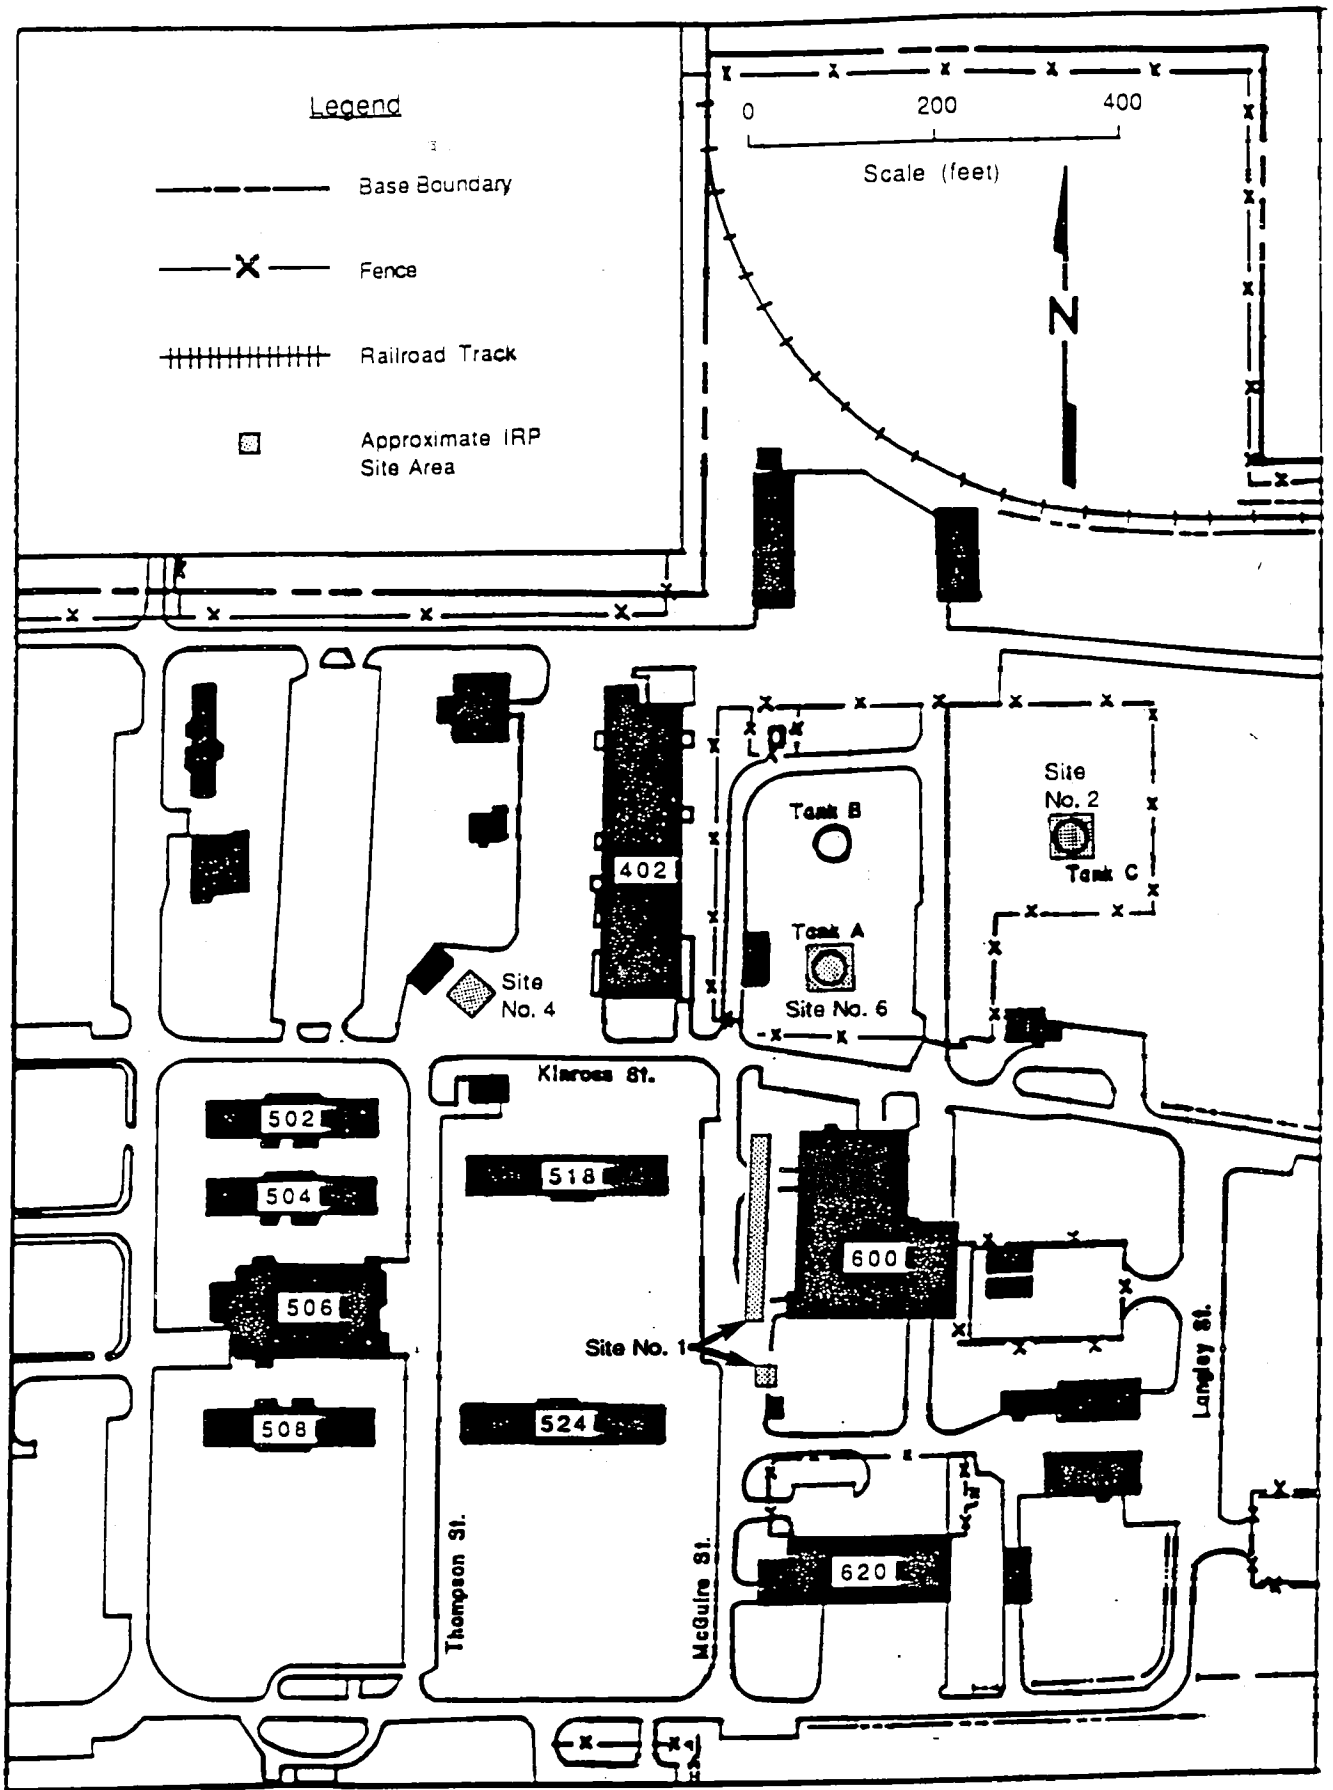 Legend
Base Boundary
Fence
Railroad Track
Approximate IRP
Site Area
0 200 400
Scale (feet)
N
Site
No. 2
Tank C
Tank B
Tank A
Site No. 6
402
Site
No. 4
Kinross St.
502
504
506
508
518
524
600
Site No. 1
620
Thompson St.
McGuire St.
Langley St.